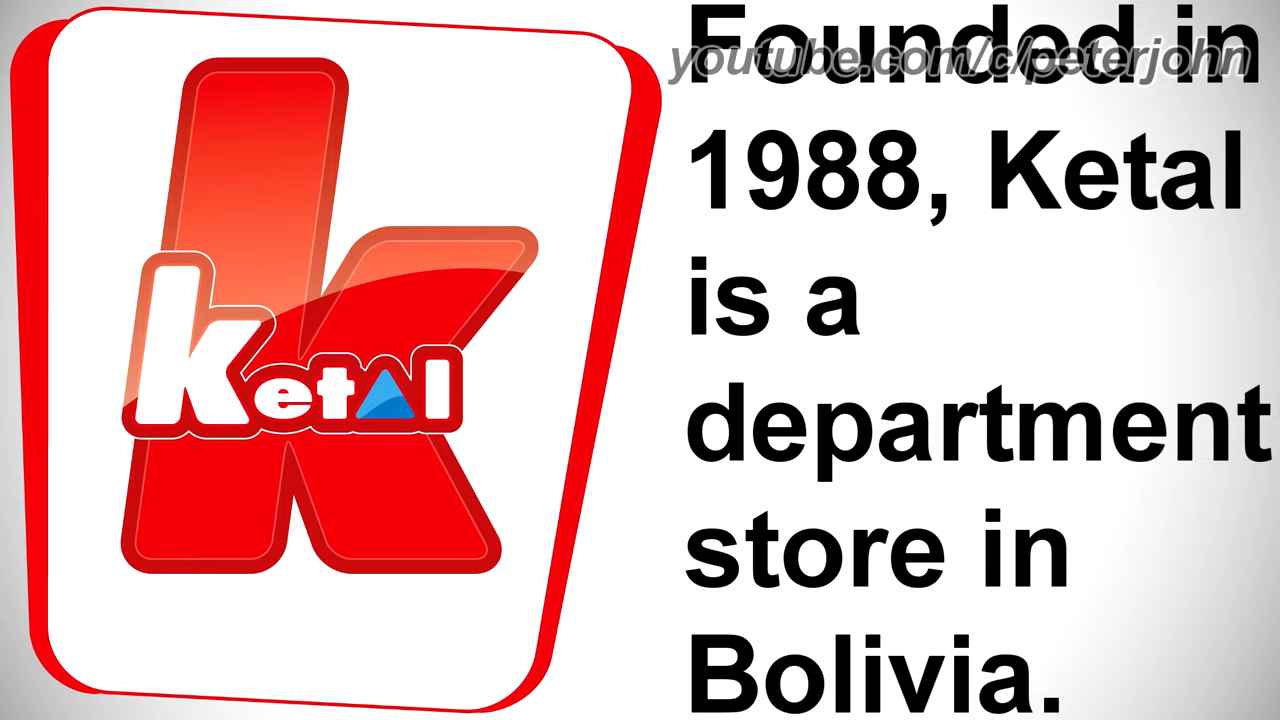 Founded in
youtube.com/c/peterjohn
1988, Ketal
is a
department
store in
Bolivia.
k
Ketal